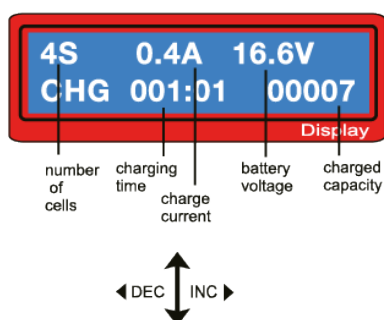 4S 0.4A 16.6V
CHG 001:01 00007
Display
number of cells
charging time
charge current
battery voltage
charged capacity
DEC INC